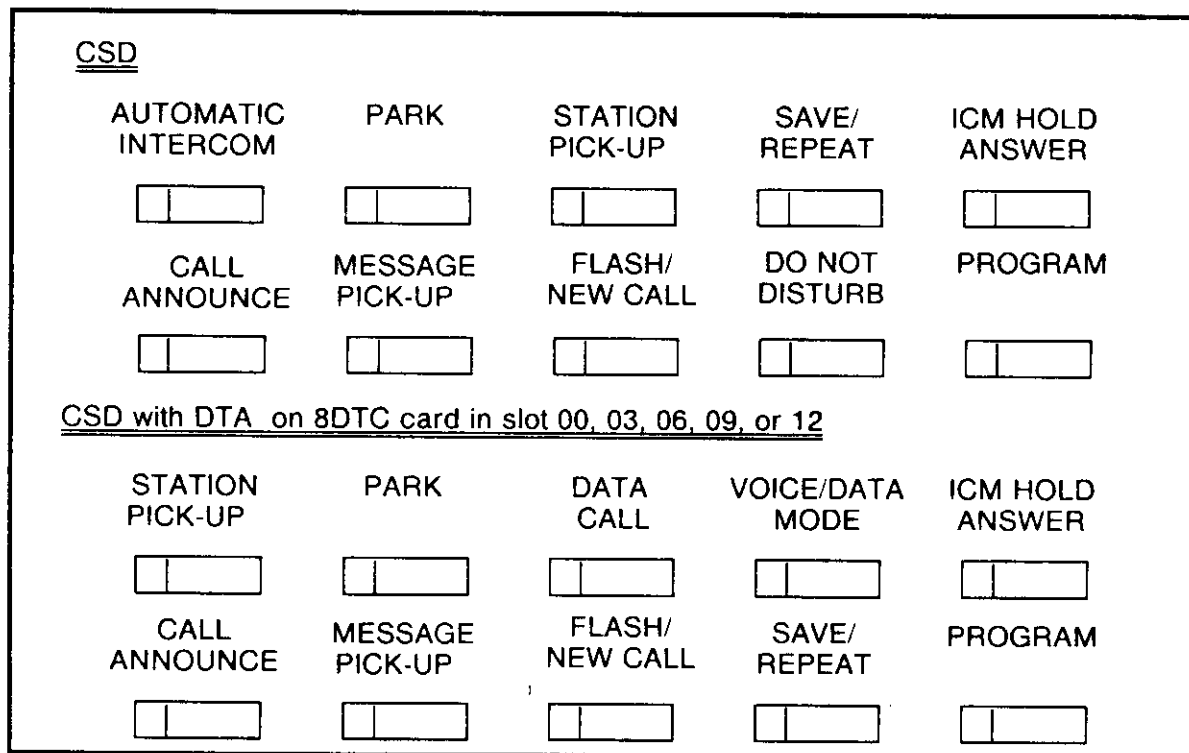 CSD
AUTOMATIC INTERCOM
PARK
STATION PICK-UP
SAVE/ REPEAT
ICM HOLD ANSWER
CALL ANNOUNCE
MESSAGE PICK-UP
FLASH/ NEW CALL
DO NOT DISTURB
PROGRAM
CSD with DTA on 8DTC card in slot 00, 03, 06, 09, or 12
STATION PICK-UP
PARK
DATA CALL
VOICE/DATA MODE
ICM HOLD ANSWER
CALL ANNOUNCE
MESSAGE PICK-UP
FLASH/ NEW CALL
SAVE/ REPEAT
PROGRAM